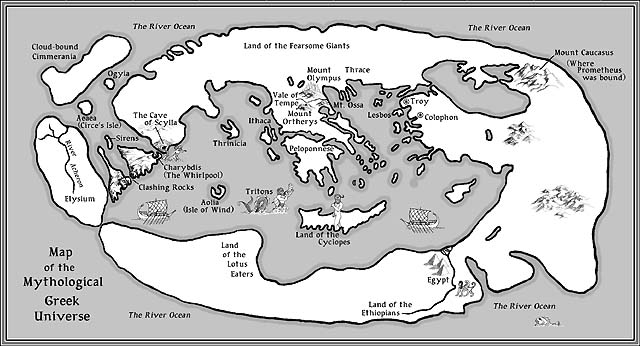 The River Ocean
The River Ocean
Cloud-bound
Cimmerania
Land of the Fearsome Giants
Mount Caucasus
(Where
Prometheus
was bound)
Ogyia
Mount
Olympus
Thrace
Vale of
Tempe
Mt. Ossa
Troy
Lesbos
Colophon
Aeaea
(Circe's Isle)
The Cave
of
Scylla
Ithaca
Mount
Ortherys
Sirens
Thrinicia
Peloponnese
River
Acheron
Charybdis
(The Whirlpool)
Clashing Rocks
Elysium
Tritons
Aolia
(Isle of Wind)
Land of the
Cyclopes
Land
of the
Lotus
Eaters
Map
of the
Mythological
Greek
Universe
Egypt
Land of the
Ethiopians
The River Ocean
The River Ocean